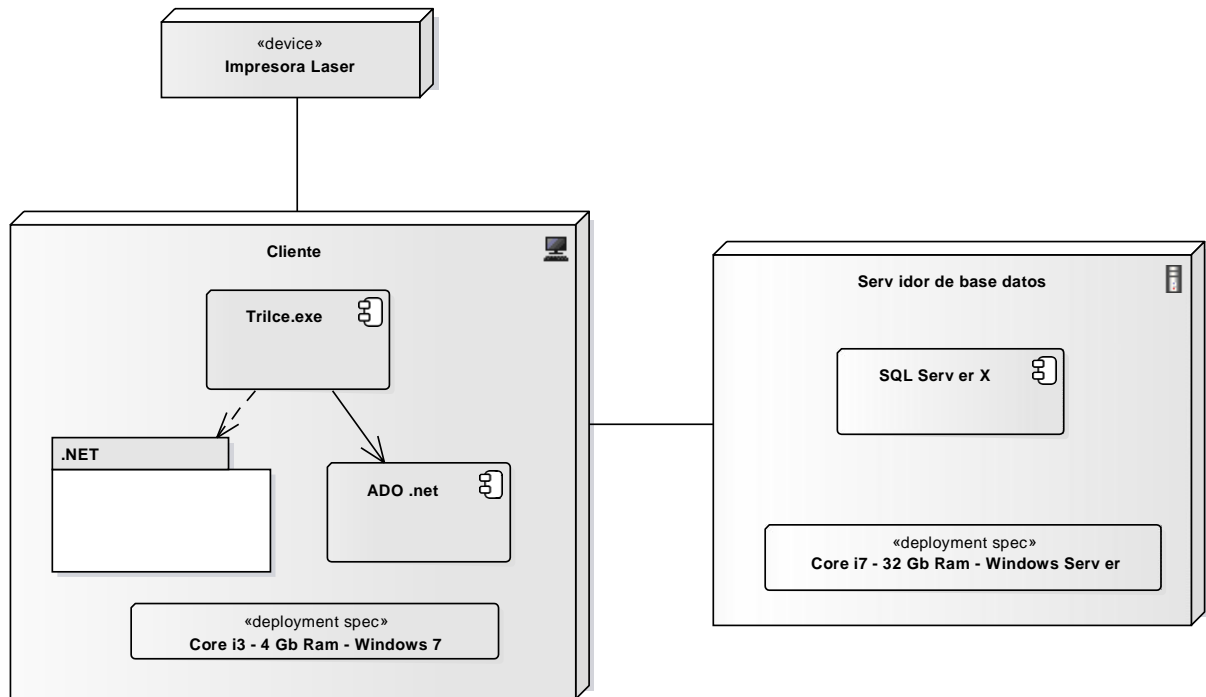 «device»
Impresora Laser
Cliente
Trilce.exe
.NET
ADO .net
«deployment spec»
Core i3 - 4 Gb Ram - Windows 7
Serv idor de base datos
SQL Serv er X
«deployment spec»
Core i7 - 32 Gb Ram - Windows Serv er